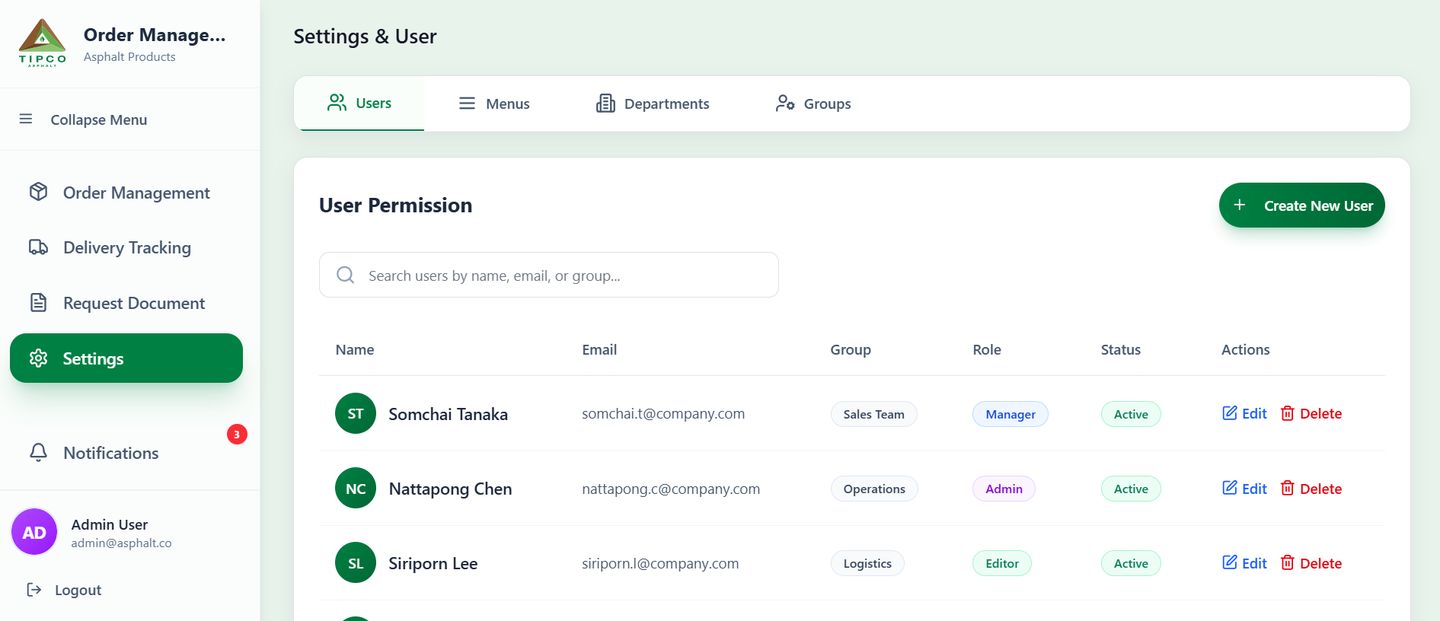 TIPCO
ASPHALT
Order Manage...
Asphalt Products
Collapse Menu
Order Management
Delivery Tracking
Request Document
Settings
3
Notifications
AD
Admin User
admin@asphalt.co
Logout
Settings & User
Users
Menus
Departments
Groups
User Permission
+ Create New User
Search users by name, email, or group...
Name Email Group Role Status Actions
ST Somchai Tanaka somchai.t@company.com Sales Team Manager Active Edit Delete
NC Nattapong Chen nattapong.c@company.com Operations Admin Active Edit Delete
SL Siriporn Lee siriporn.l@company.com Logistics Editor Active Edit Delete